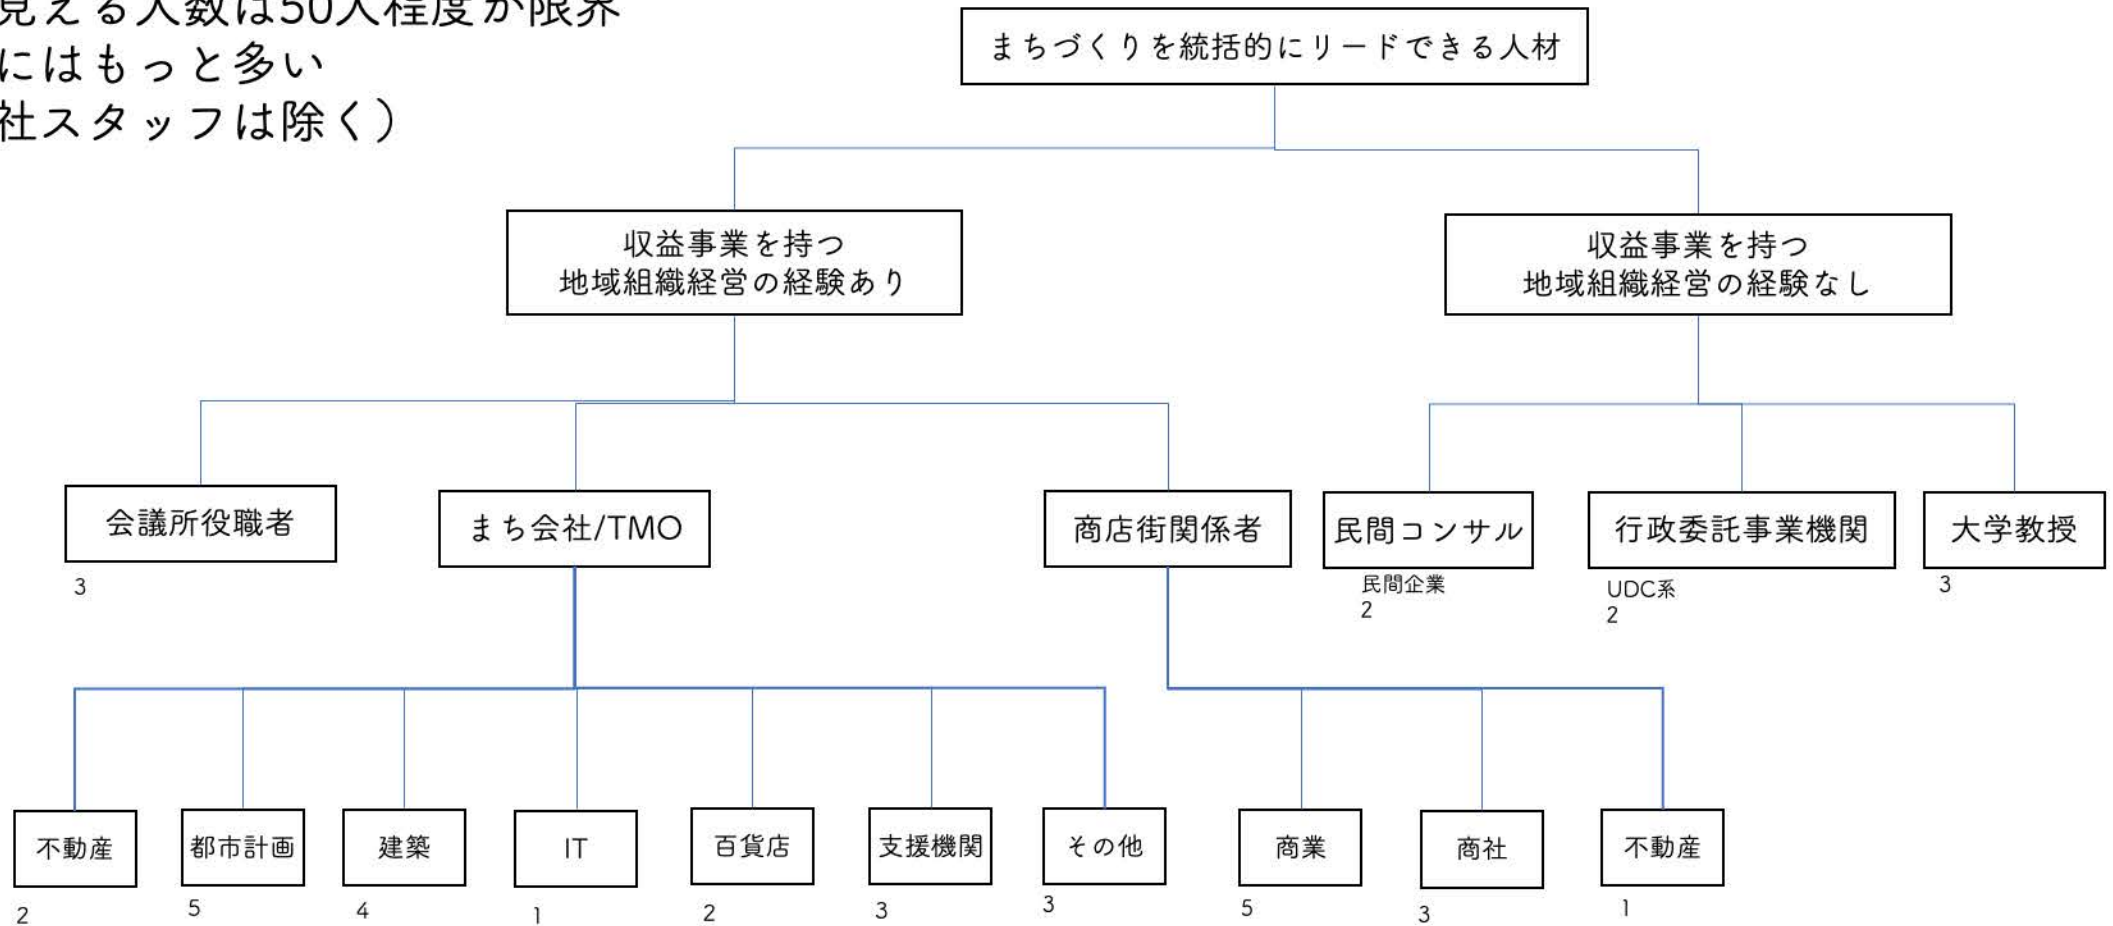 見える人数は50人程度が限界
にはもっと多い
社スタッフは除く）
まちづくりを統括的にリードできる人材
収益事業を持つ
地域組織経営の経験あり
収益事業を持つ
地域組織経営の経験なし
会議所役職者
3
まち会社/TMO
商店街関係者
民間コンサル
民間企業
2
行政委託事業機関
UDC系
2
大学教授
3
不動産
2
都市計画
5
建築
4
IT
1
百貨店
2
支援機関
3
その他
3
商業
5
商社
3
不動産
1